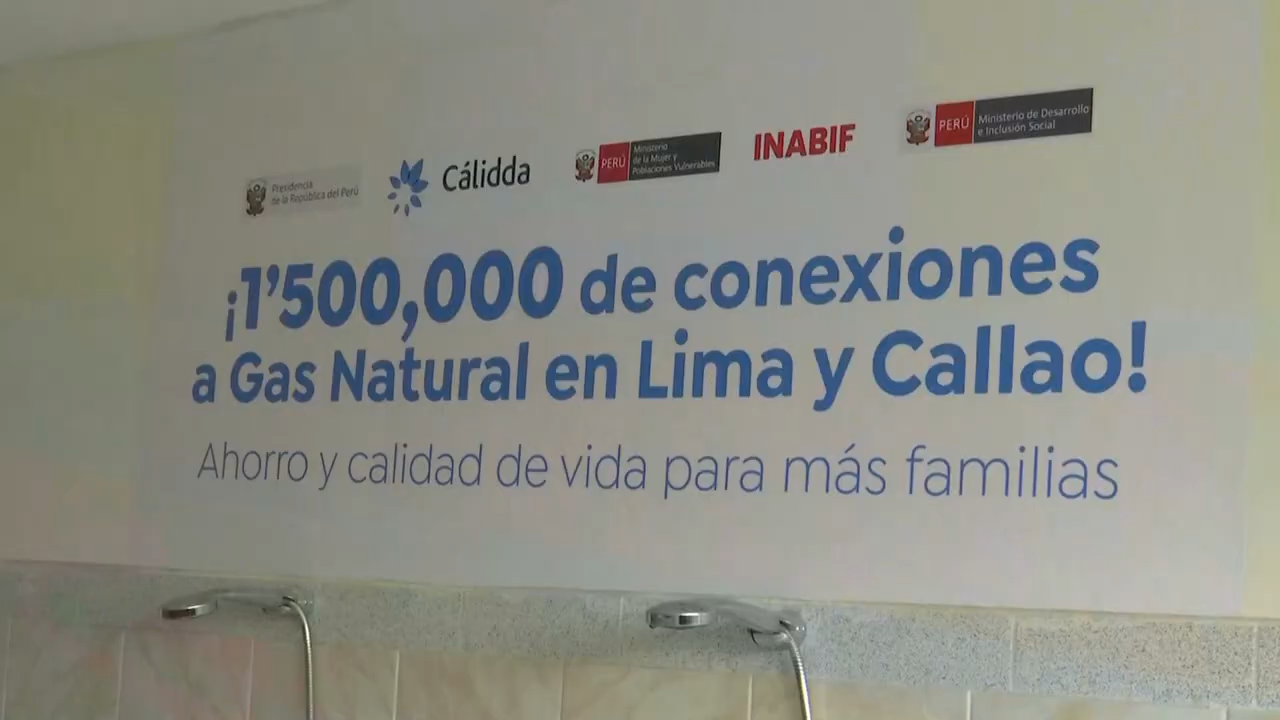 Presidencia
de la República del Perú
Cálidda
PERÚ
Ministerio
de la Mujer y
Poblaciones Vulnerables
INABIF
PERÚ
Ministerio de Desarrollo
e Inclusión Social
¡1’500,000 de conexiones
a Gas Natural en Lima y Callao!
Ahorro y calidad de vida para más familias